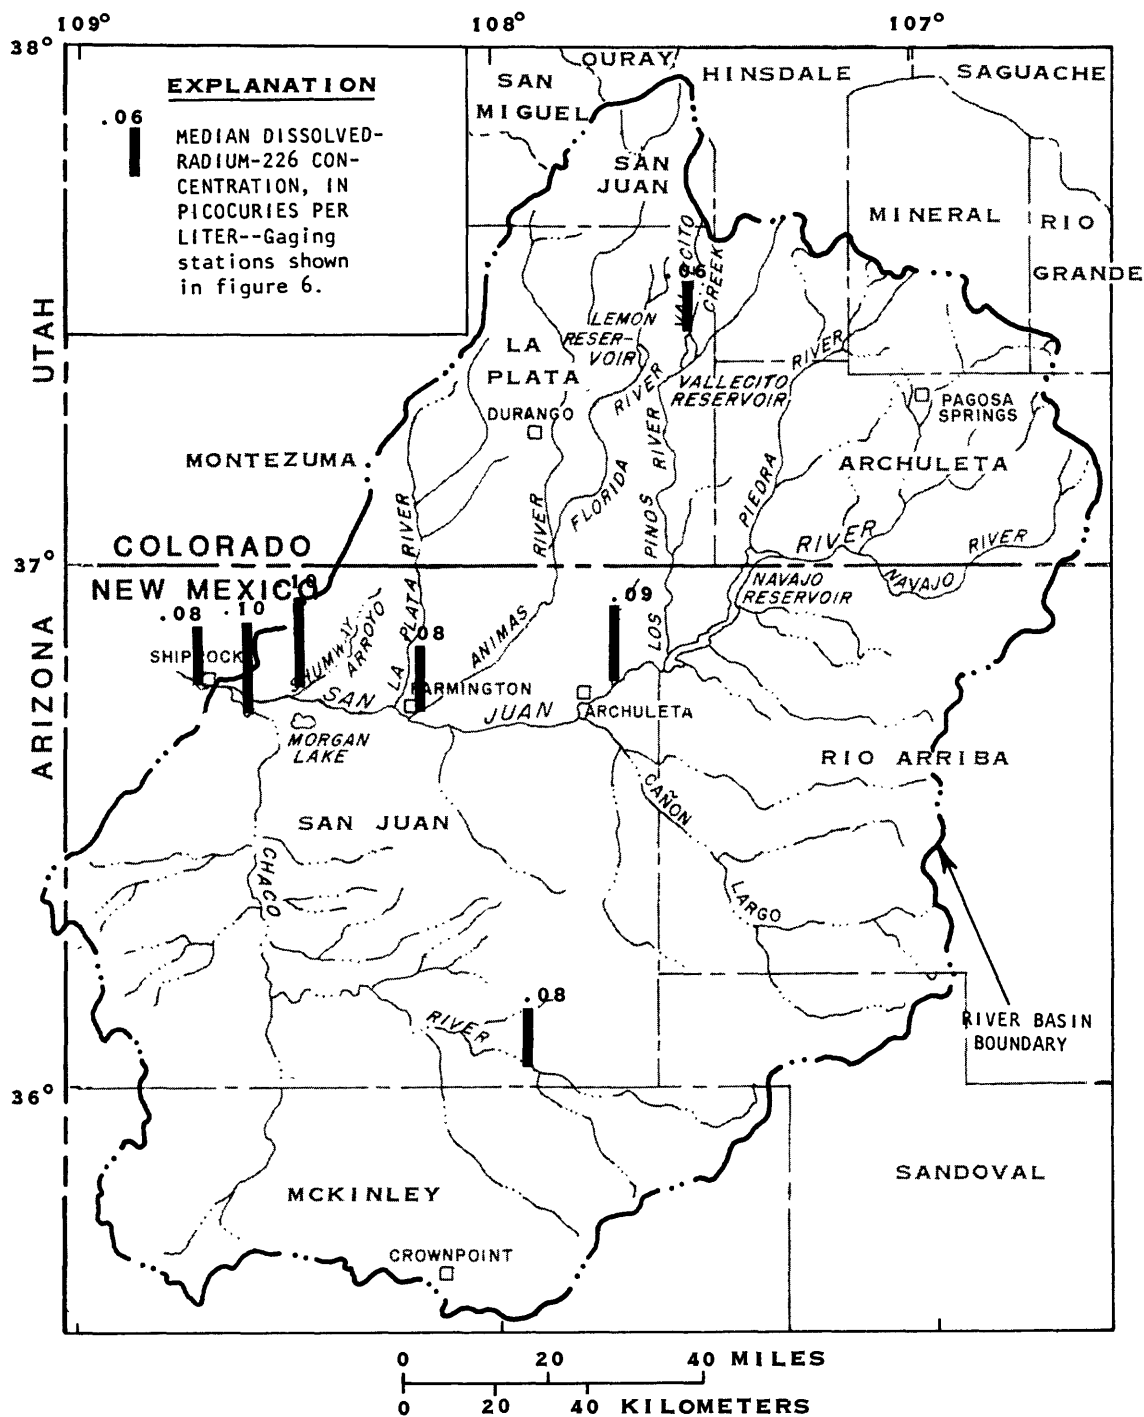 109° 108° 107°
38°
EXPLANATION
.06
MEDIAN DISSOLVED-
RADIUM-226 CON-
CENTRATION, IN
PICOCURIES PER
LITER--Gaging
stations shown
in figure 6.
OURAY
HINSDALE
SAGUACHE
SAN
MIGUEL
SAN
JUAN
MINERAL
RIO
GRANDE
UTAH
VALLECITO
CREEK
.06
LEMON
RESER-
VOIR
LA
PLATA
RIVER
VALLECITO
RESERVOIR
RIVER
DURANGO
PAGOSA
SPRINGS
MONTEZUMA
ARCHULETA
RIVER
FLORIDA
RIVER
PINOS
PIEDRA
RIVER
RIVER
RIVER
COLORADO
37°
NEW MEXICO
NAVAJO
RESERVOIR
NAVAJO
.08
.10
.10
.08
.09
ARIZONA
SHIPROCK
SHUMWAY
ARROYO
LA PLATA
ANIMAS
LOS
SAN
FARMINGTON
JUAN
ARCHULETA
MORGAN
LAKE
RIO ARRIBA
CAÑON
SAN JUAN
CHACO
LARGO
.08
RIVER
RIVER BASIN
BOUNDARY
36°
SANDOVAL
MCKINLEY
CROWNPOINT
0 20 40 MILES
0 20 40 KILOMETERS